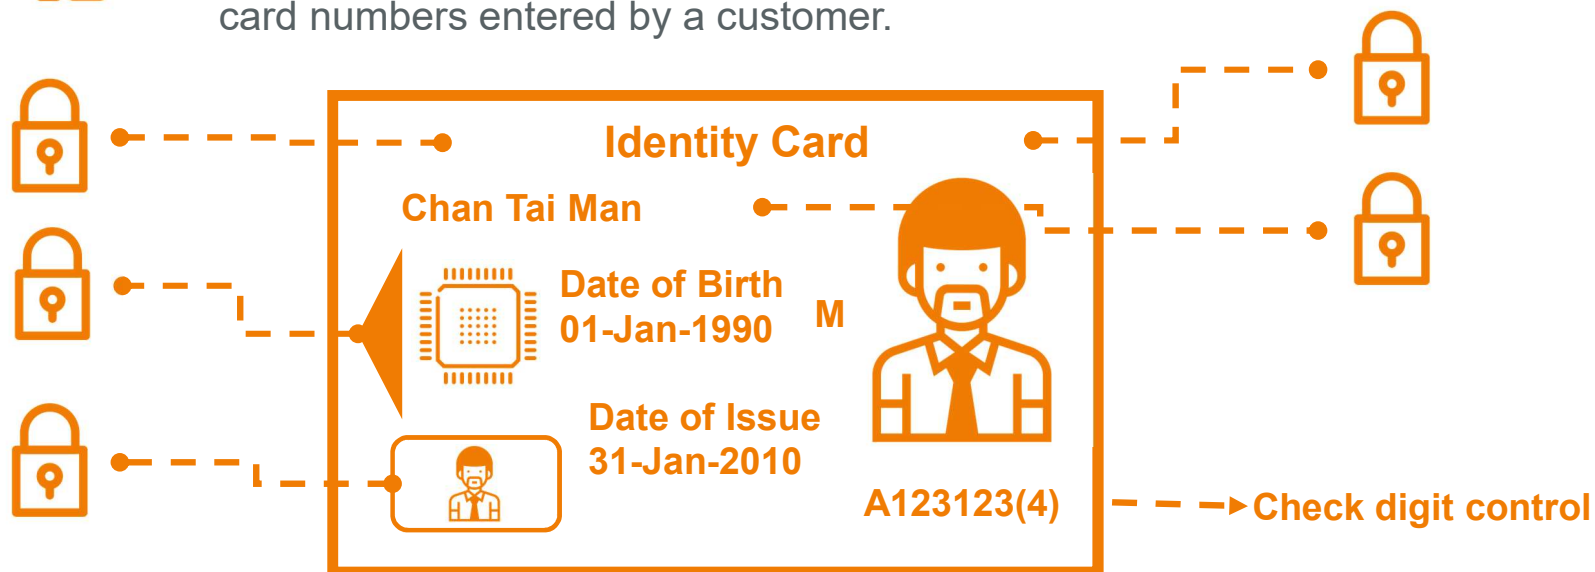 card numbers entered by a customer.
Identity Card
Chan Tai Man
Date of Birth
01-Jan-1990
M
Date of Issue
31-Jan-2010
A123123(4)
Check digit control